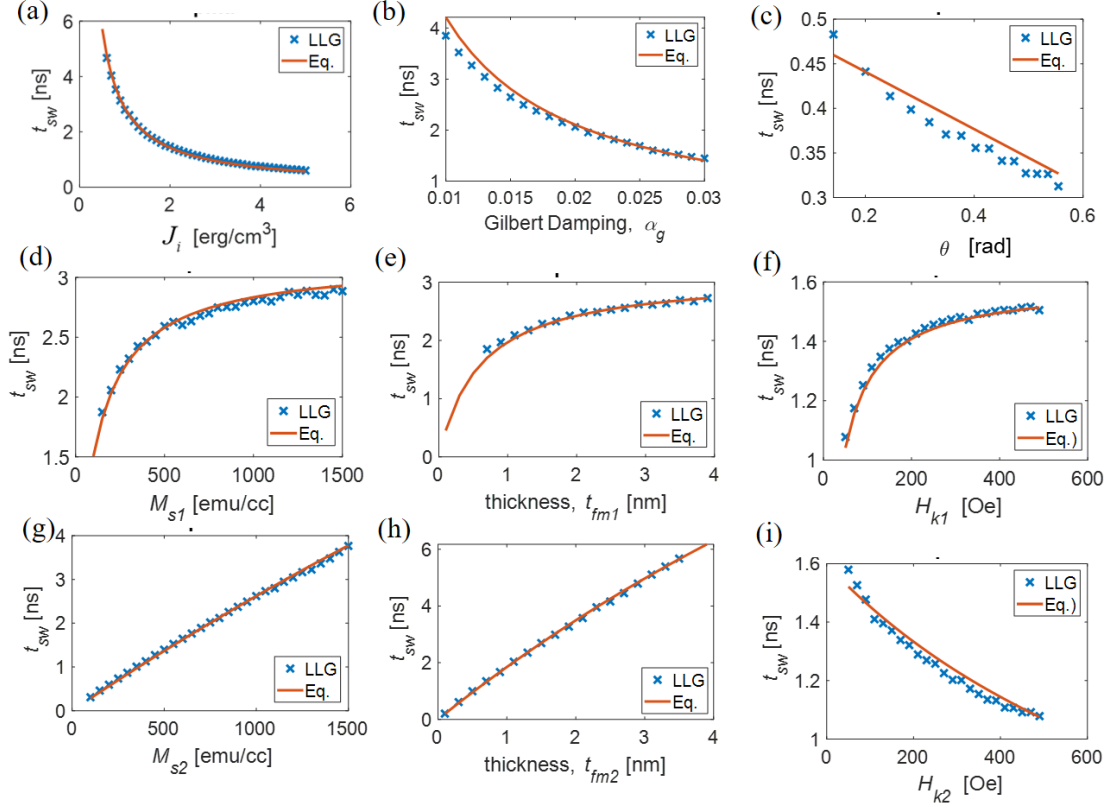 (a)
6
4
2
0
0
2
4
6
t_sw [ns]
J_i [erg/cm³]
LLG
Eq.
(b)
4
3
2
1
0.01
0.015
0.02
0.025
0.03
t_sw [ns]
Gilbert Damping, α_g
LLG
Eq.
(c)
0.5
0.45
0.4
0.35
0.3
0.2
0.4
0.6
t_sw [ns]
θ [rad]
LLG
Eq.
(d)
3
2.5
2
1.5
0
500
1000
1500
t_sw [ns]
M_s1 [emu/cc]
LLG
Eq.
(e)
3
2
1
0
0
1
2
3
4
t_sw [ns]
thickness, t_fm1 [nm]
LLG
Eq.
(f)
1.6
1.4
1.2
1
0
200
400
600
t_sw [ns]
H_k1 [Oe]
LLG
Eq.)
(g)
4
3
2
1
0
0
500
1000
1500
t_sw [ns]
M_s2 [emu/cc]
LLG
Eq.
(h)
6
4
2
0
0
1
2
3
4
t_sw [ns]
thickness, t_fm2 [nm]
LLG
Eq.
(i)
1.6
1.4
1.2
1
0
200
400
600
t_sw [ns]
H_k2 [Oe]
LLG
Eq.)